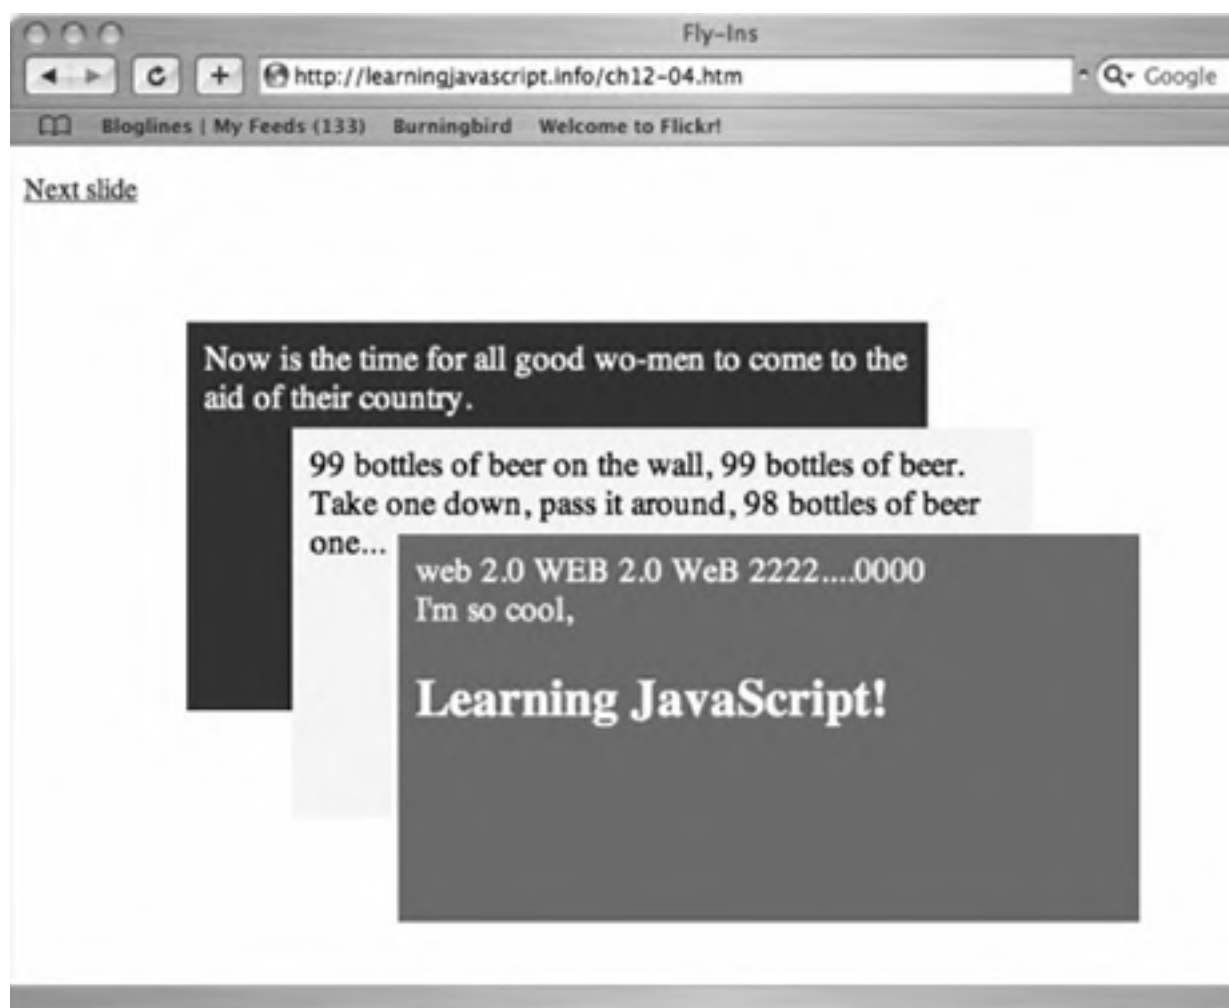 Fly-Ins
http://learningjavascript.info/ch12-04.htm
Google
Bloglines | My Feeds (133) Burningbird Welcome to Flickr!
Next slide
Now is the time for all good wo-men to come to the
aid of their country.
99 bottles of beer on the wall, 99 bottles of beer.
Take one down, pass it around, 98 bottles of beer
one...
web 2.0 WEB 2.0 WeB 2222....0000
I'm so cool,
Learning JavaScript!